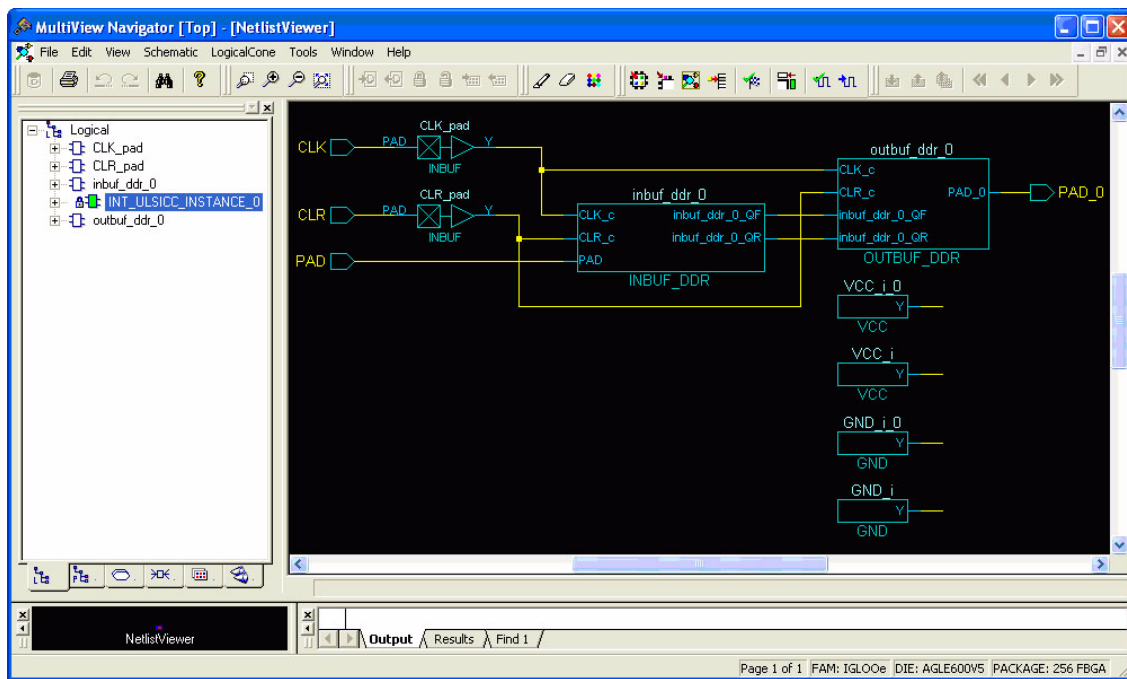 MultiView Navigator [Top] - [NetlistViewer]
File Edit View Schematic LogicalCone Tools Window Help
Logical
CLK_pad
CLR_pad
inbuf_ddr_0
INT_ULSICC_INSTANCE_0
outbuf_ddr_0
CLK
PAD
CLK_pad
Y
INBUF
CLR
PAD
CLR_pad
Y
INBUF
PAD
inbuf_ddr_0
CLK_c inbuf_ddr_0_QF
CLR_c inbuf_ddr_0_QR
PAD
INBUF_DDR
outbuf_ddr_0
CLK_c
CLR_c PAD_0
inbuf_ddr_0_QF
inbuf_ddr_0_QR
OUTBUF_DDR
PAD_0
VCC_i_0
Y
VCC
VCC_i
Y
VCC
GND_i_0
Y
GND
GND_i
Y
GND
NetlistViewer
Output Results Find 1
Page 1 of 1 FAM: IGLOOe DIE: AGLE600V5 PACKAGE: 256 FBGA